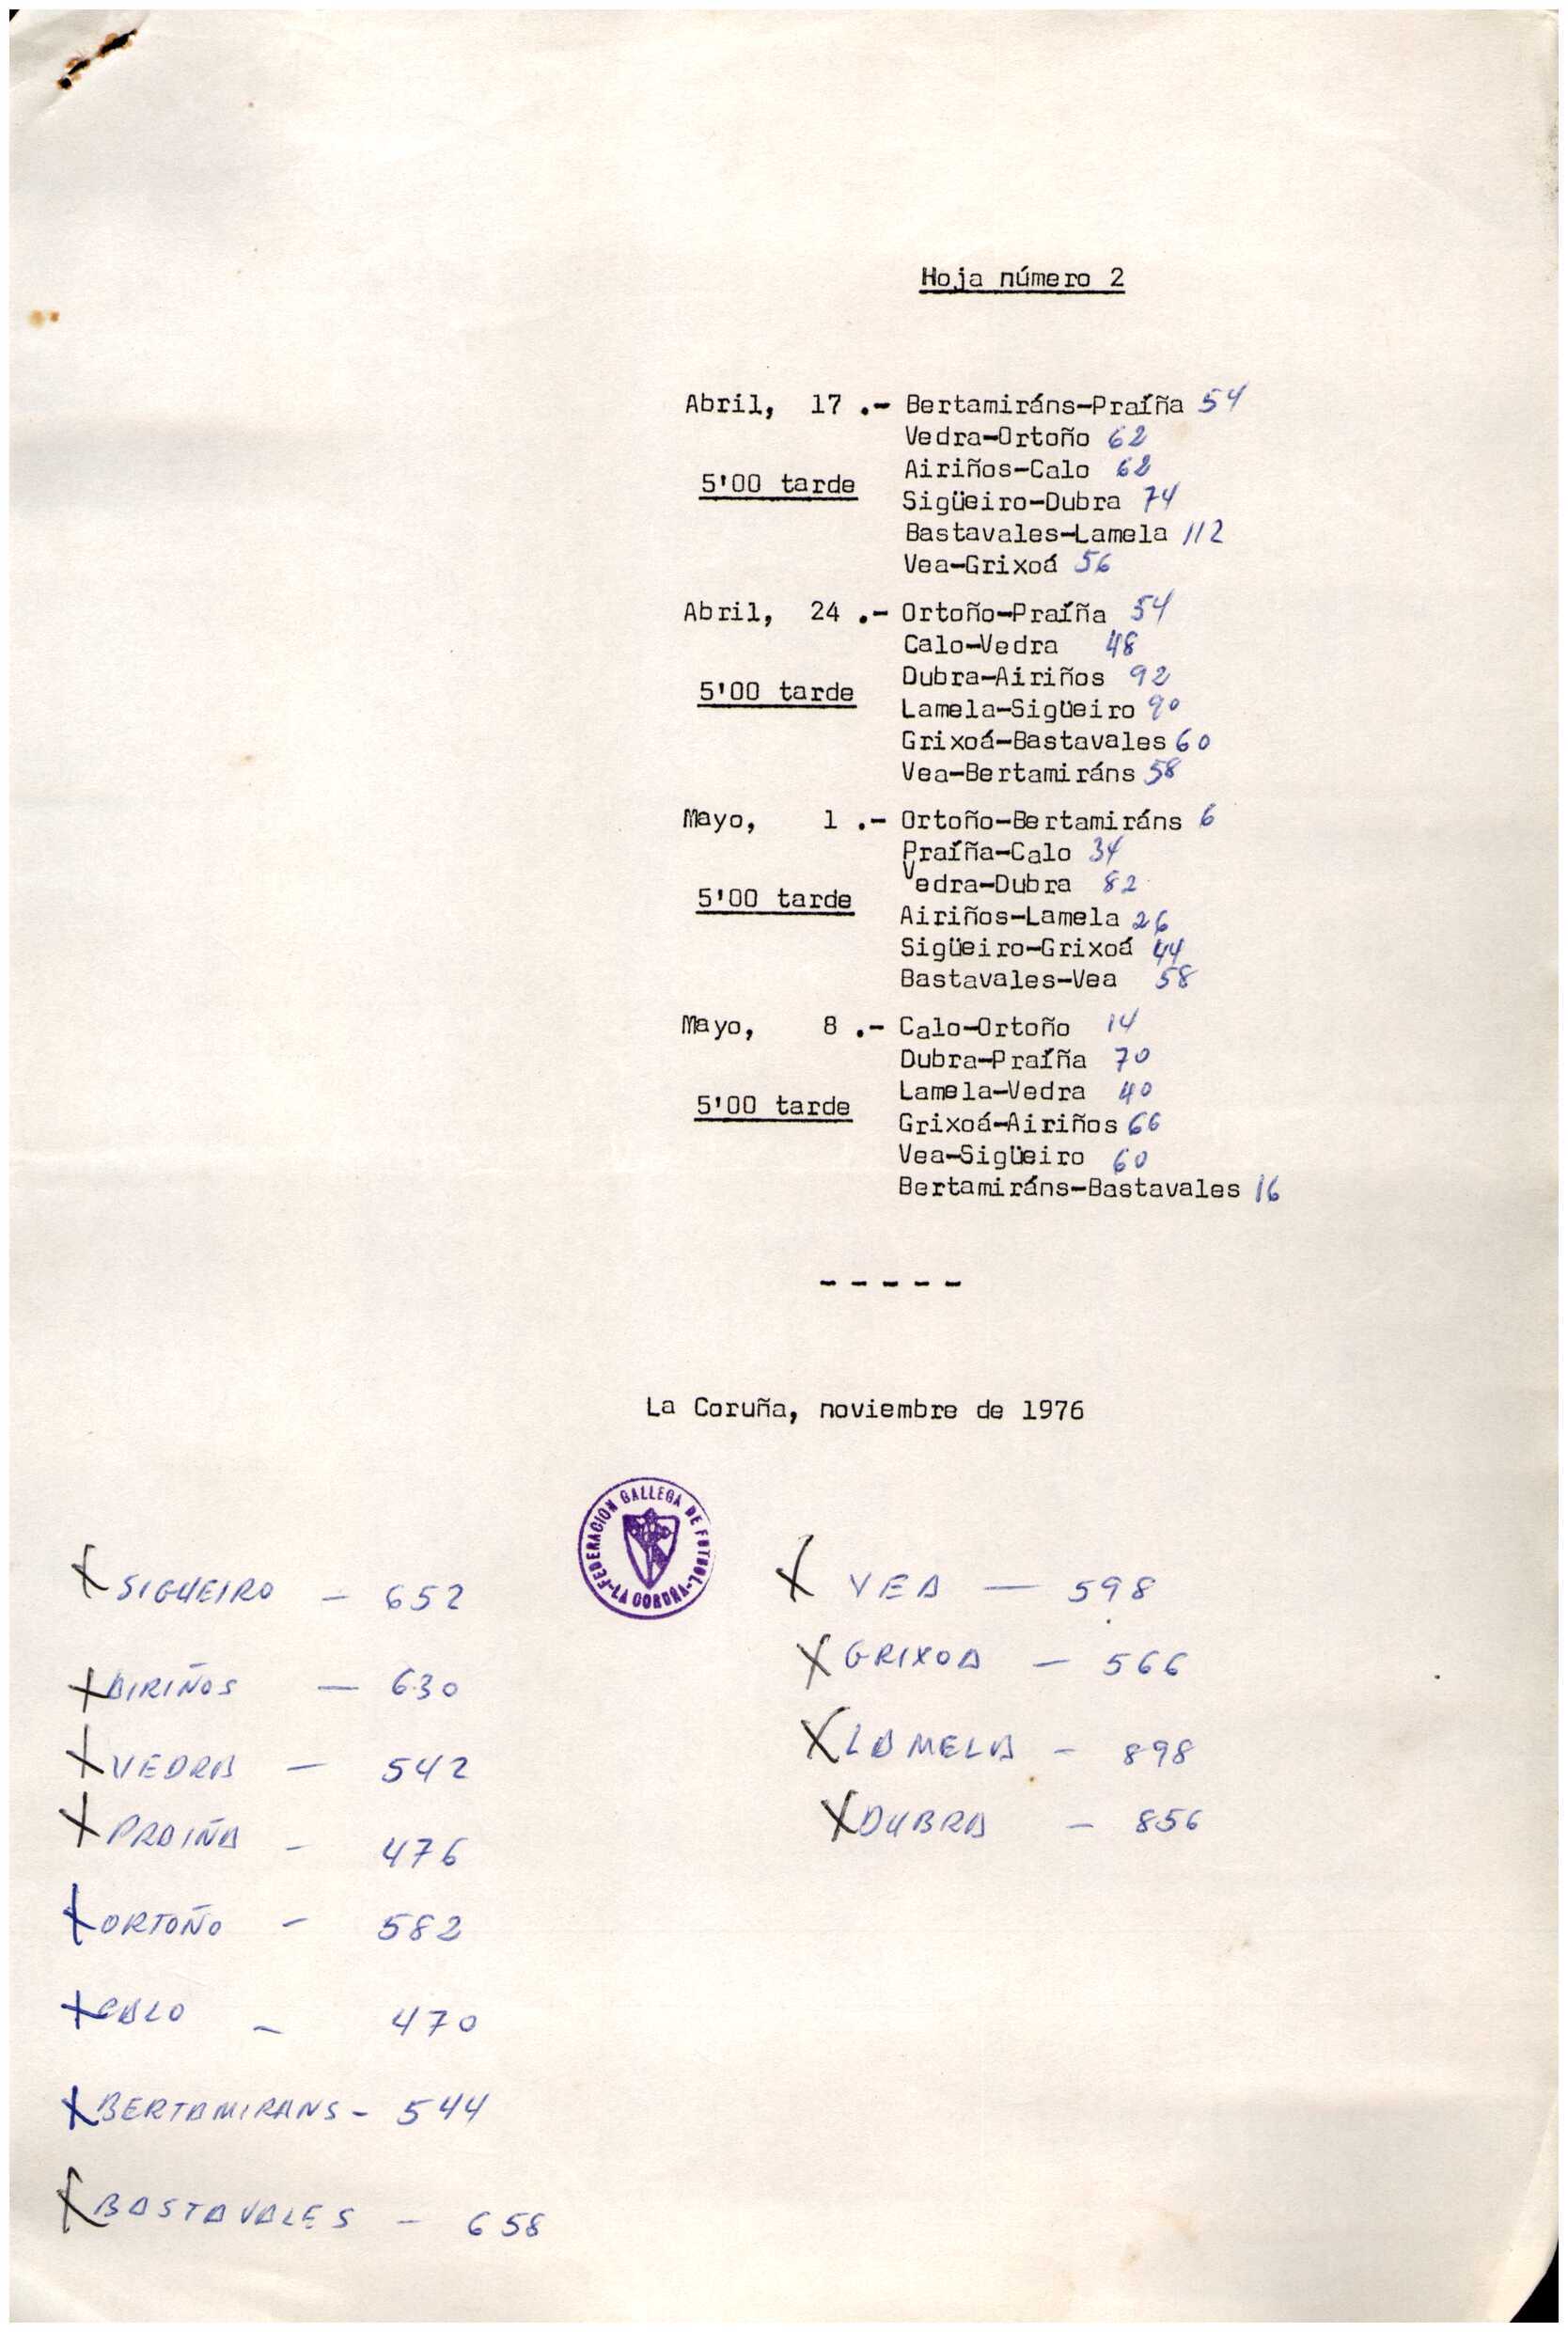 Hoja número 2
Abril, 17 .- Bertamiráns-Praíña 54
Vedra-Ortoño 62
Airiños-Calo 62
5'00 tarde
Sigüeiro-Dubra 74
Bastavales-Lamela 112
Vea-Grixoá 56
Abril, 24 .- Ortoño-Praíña 54
Calo-Vedra 48
Dubra-Airiños 92
5'00 tarde
Lamela-Sigüeiro 90
Grixoá-Bastavales 60
Vea-Bertamiráns 58
Mayo, 1 .- Ortoño-Bertamiráns 6
Praíña-Calo 34
Vedra-Dubra 82
5'00 tarde
Airiños-Lamela 26
Sigüeiro-Grixoá 44
Bastavales-Vea 58
Mayo, 8 .- Calo-Ortoño 14
Dubra-Praíña 70
Lamela-Vedra 40
5'00 tarde
Grixoá-Airiños 66
Vea-Sigüeiro 60
Bertamiráns-Bastavales 16
-----
La Coruña, noviembre de 1976
FEDERACION GALLEGA DE FUTBOL-LA CORUÑA-
X SIGUEIRO - 652
X AIRIÑOS - 630
X VEDRA - 542
X PRAIÑA - 476
X ORTOÑO - 582
X CALO - 470
X BERTAMIRANS - 544
X BASTAVALES - 658
X VEA - 598
X GRIXOA - 566
X LAMELA - 898
X DUBRA - 856